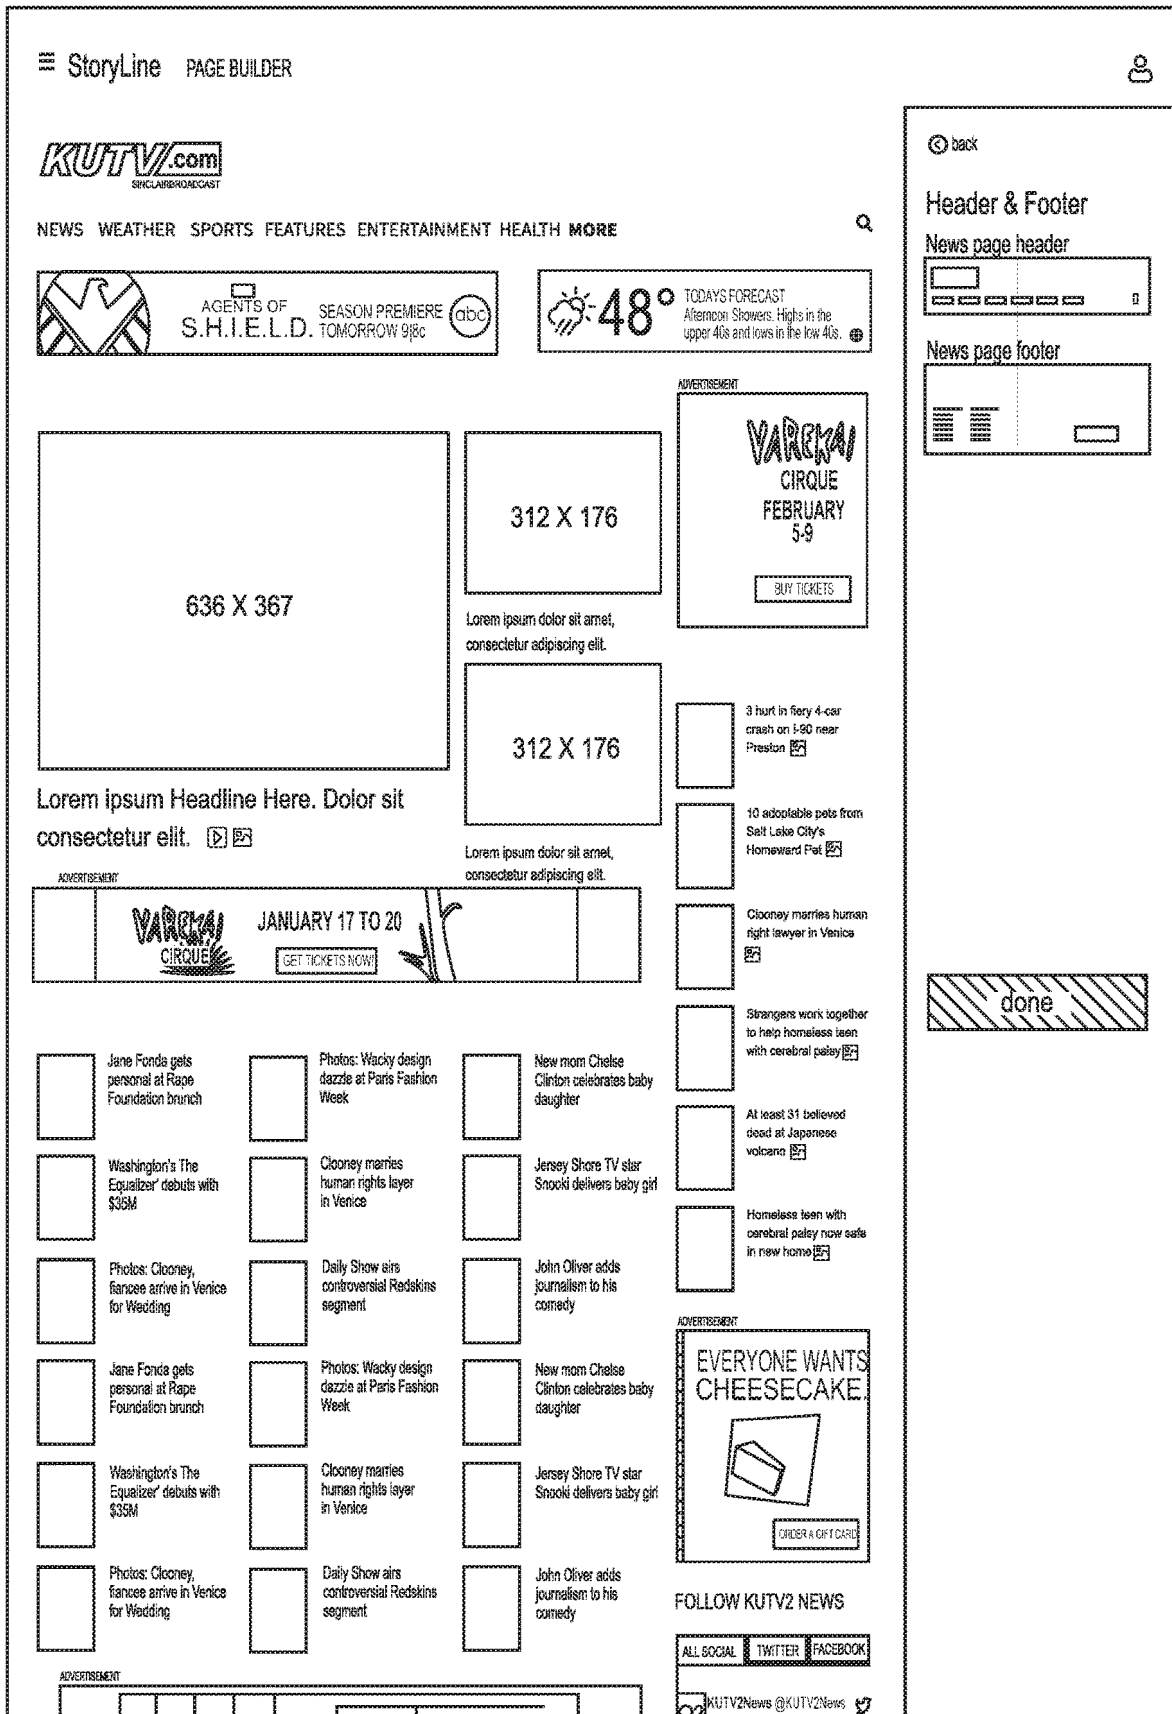 StoryLine PAGE BUILDER
KUTV.com
SINCLAIRBROADCAST
NEWS WEATHER SPORTS FEATURES ENTERTAINMENT HEALTH MORE
AGENTS OF
S.H.I.E.L.D.
SEASON PREMIERE
TOMORROW 9|8c
abc
48°
TODAYS FORECAST
Afternoon Showers. Highs in the
upper 40s and lows in the low 40s.
636 X 367
Lorem ipsum Headline Here. Dolor sit
consectetur elit.
312 X 176
Lorem ipsum dolor sit amet,
consectetur adipiscing elit.
312 X 176
Lorem ipsum dolor sit amet,
consectetur adipiscing elit.
ADVERTISEMENT
VAREKAI
CIRQUE
JANUARY 17 TO 20
GET TICKETS NOW!
Jane Fonda gets
personal at Rape
Foundation brunch
Photos: Wacky design
dazzle at Paris Fashion
Week
New mom Chelse
Clinton celebrates baby
daughter
Washington's The
Equalizer' debuts with
$35M
Clooney marries
human rights layer
in Venice
Jersey Shore TV star
Snooki delivers baby girl
Photos: Clooney,
fiancee arrive in Venice
for Wedding
Daily Show airs
controversial Redskins
segment
John Oliver adds
journalism to his
comedy
Jane Fonda gets
personal at Rape
Foundation brunch
Photos: Wacky design
dazzle at Paris Fashion
Week
New mom Chelse
Clinton celebrates baby
daughter
Washington's The
Equalizer' debuts with
$35M
Clooney marries
human rights layer
in Venice
Jersey Shore TV star
Snooki delivers baby girl
Photos: Clooney,
fiances arrive in Venice
for Wedding
Daily Show airs
controversial Redskins
segment
John Oliver adds
journalism to his
comedy
ADVERTISEMENT
ADVERTISEMENT
VAREKAI
CIRQUE
FEBRUARY
5-9
BUY TICKETS
3 hurt in fiery 4-car
crash on I-90 near
Preston
10 adoptable pets from
Salt Lake City's
Homeward Pet
Clooney marries human
right lawyer in Venice
Strangers work together
to help homeless teen
with cerebral palsy
At least 31 believed
dead at Japanese
volcano
Homeless teen with
cerebral palsy now safe
in new home
ADVERTISEMENT
EVERYONE WANTS
CHEESECAKE.
ORDER A GIFT CARD
FOLLOW KUTV2 NEWS
ALL SOCIAL TWITTER FACEBOOK
KUTV2News @KUTV2News
back
Header & Footer
News page header
News page footer
done